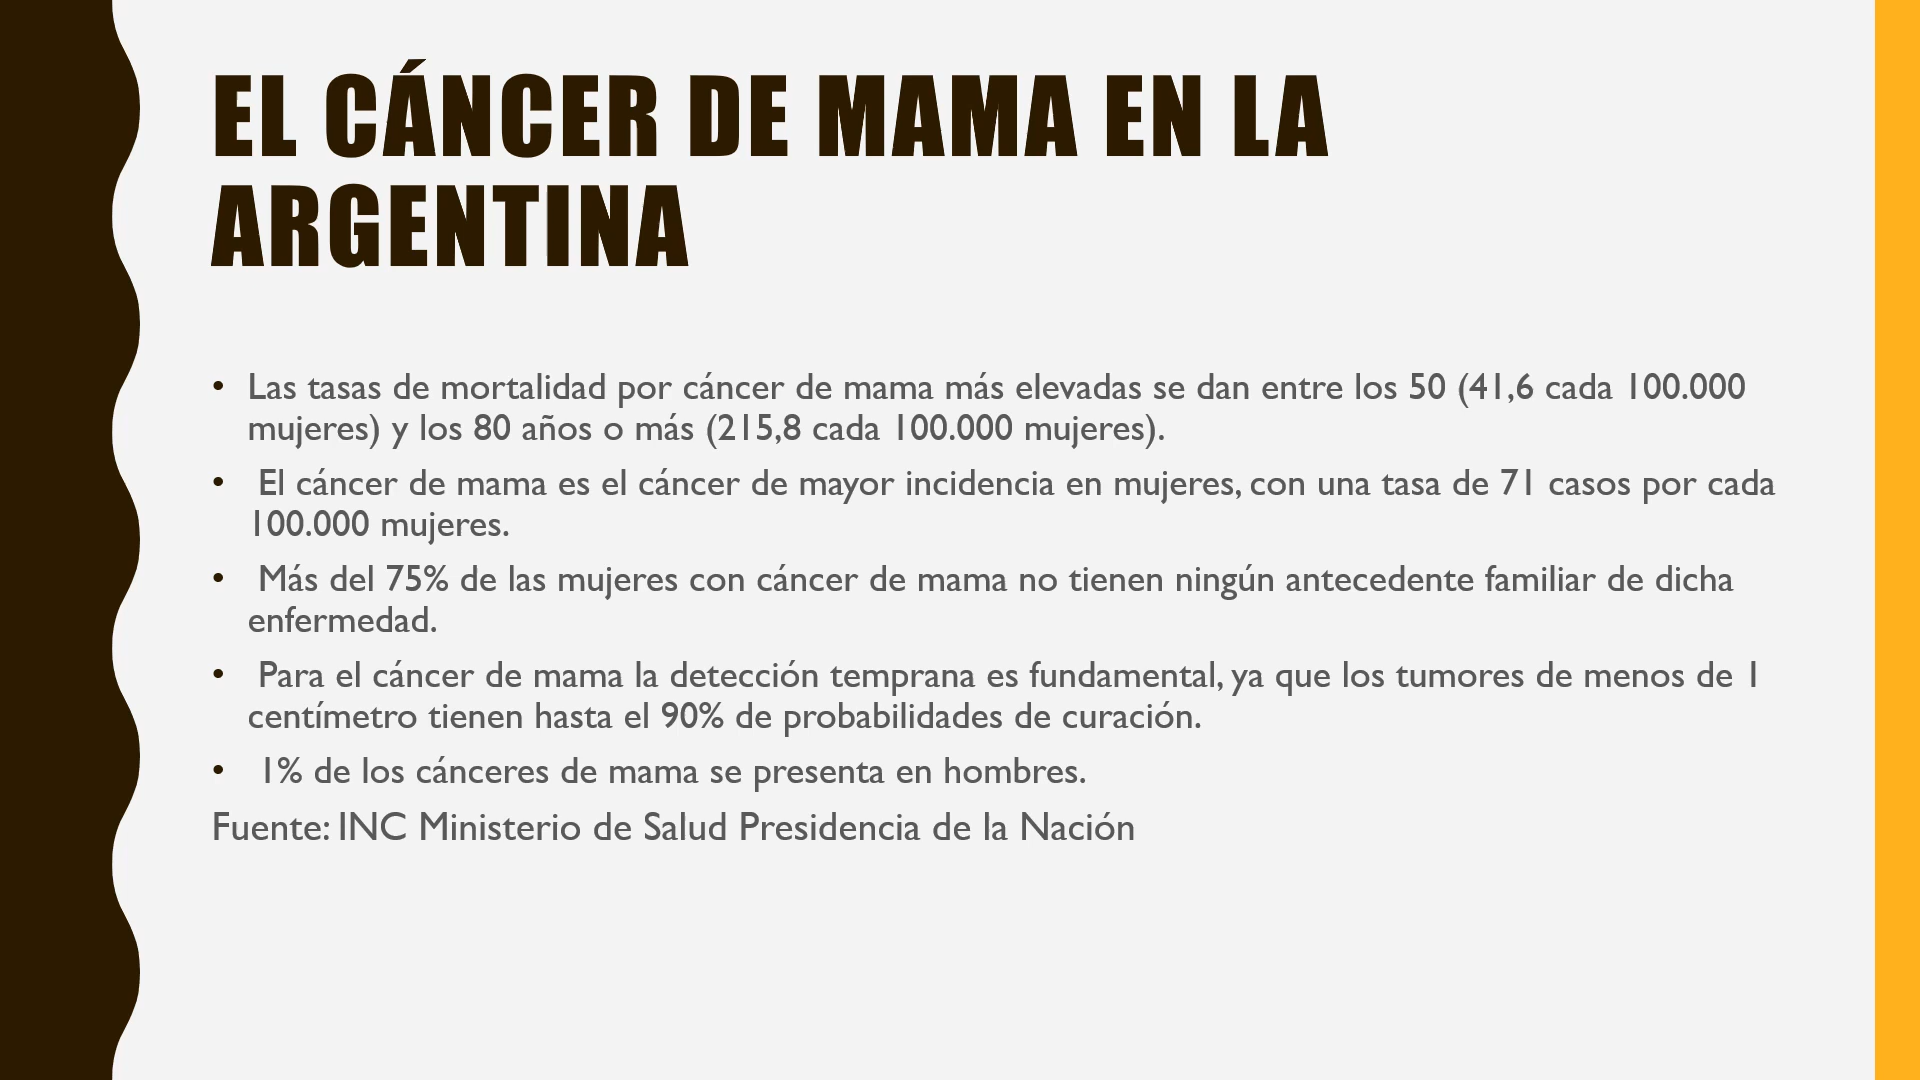 EL CÁNCER DE MAMA EN LA
ARGENTINA
• Las tasas de mortalidad por cáncer de mama más elevadas se dan entre los 50 (41,6 cada 100.000
mujeres) y los 80 años o más (215,8 cada 100.000 mujeres).
• El cáncer de mama es el cáncer de mayor incidencia en mujeres, con una tasa de 71 casos por cada
100.000 mujeres.
• Más del 75% de las mujeres con cáncer de mama no tienen ningún antecedente familiar de dicha
enfermedad.
• Para el cáncer de mama la detección temprana es fundamental, ya que los tumores de menos de 1
centímetro tienen hasta el 90% de probabilidades de curación.
• 1% de los cánceres de mama se presenta en hombres.
Fuente: INC Ministerio de Salud Presidencia de la Nación